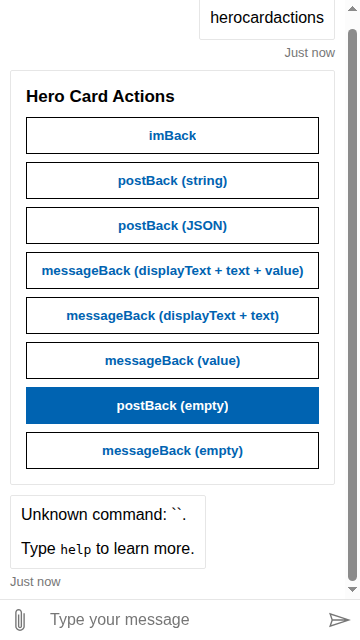 herocardactions
Just now
Hero Card Actions
imBack
postBack (string)
postBack (JSON)
messageBack (displayText + text + value)
messageBack (displayText + text)
messageBack (value)
postBack (empty)
messageBack (empty)
Unknown command: ``.
Type help to learn more.
Just now
Type your message